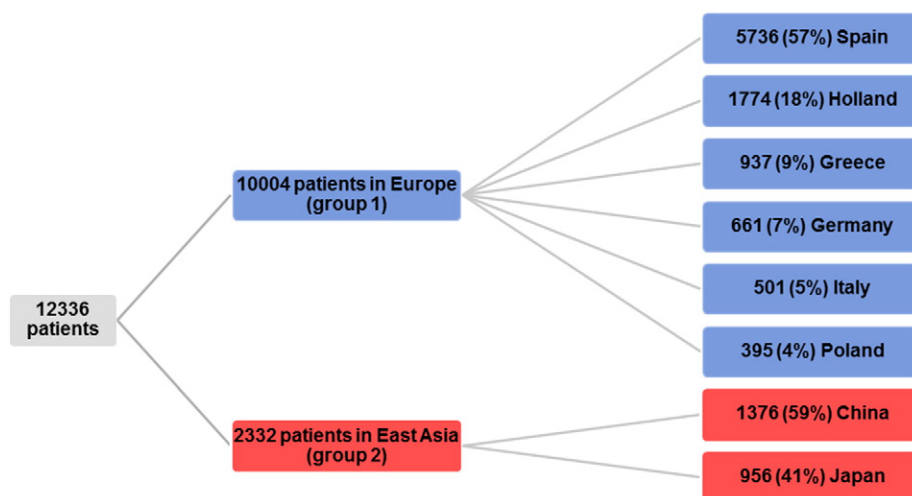 5736 (57%) Spain
1774 (18%) Holland
10004 patients in Europe
(group 1)
937 (9%) Greece
661 (7%) Germany
12336
patients
501 (5%) Italy
395 (4%) Poland
2332 patients in East Asia
(group 2)
1376 (59%) China
956 (41%) Japan